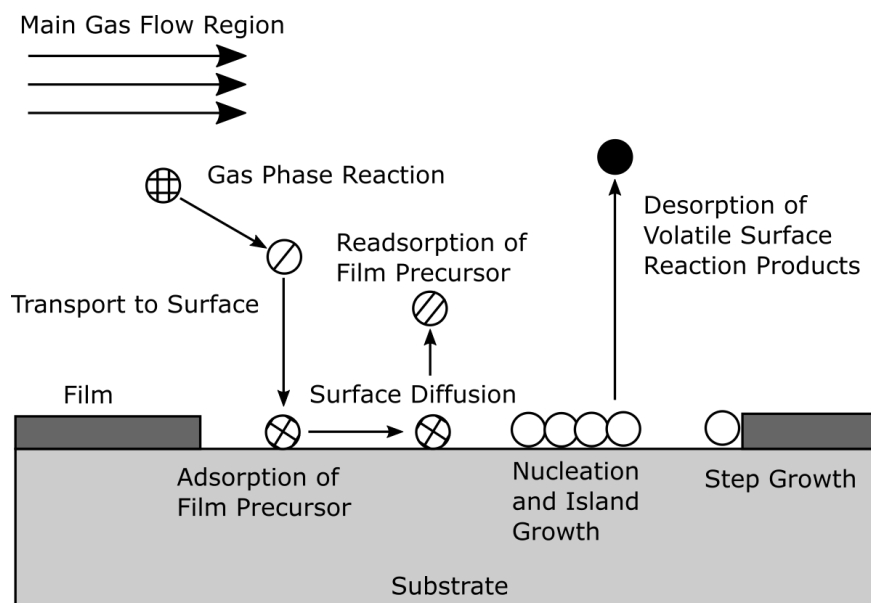 Main Gas Flow Region
Gas Phase Reaction
Desorption of
Volatile Surface
Reaction Products
Readsorption of
Film Precursor
Transport to Surface
Film
Surface Diffusion
Adsorption of
Film Precursor
Nucleation
and Island
Growth
Step Growth
Substrate